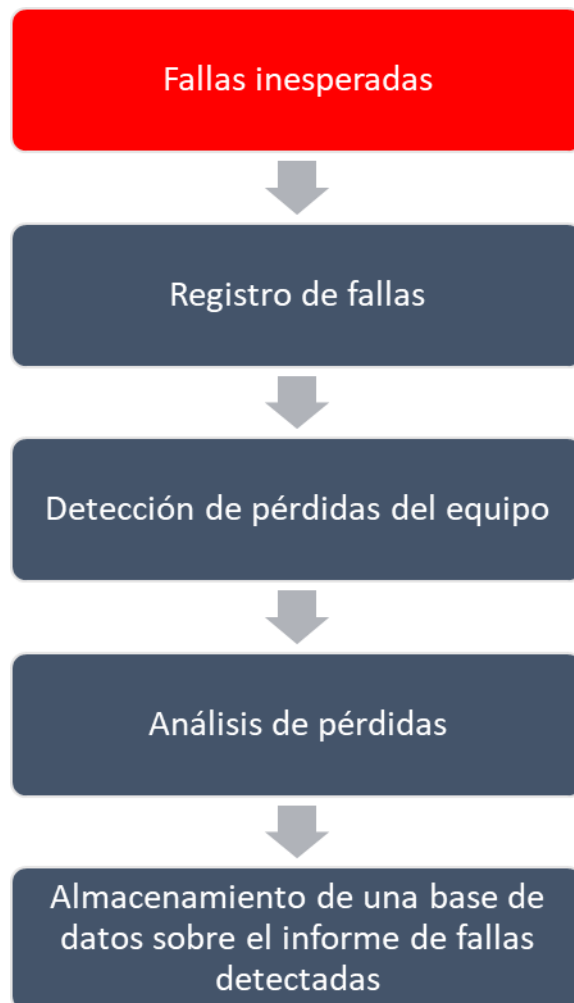 Fallas inesperadas
Registro de fallas
Detección de pérdidas del equipo
Análisis de pérdidas
Almacenamiento de una base de
datos sobre el informe de fallas
detectadas